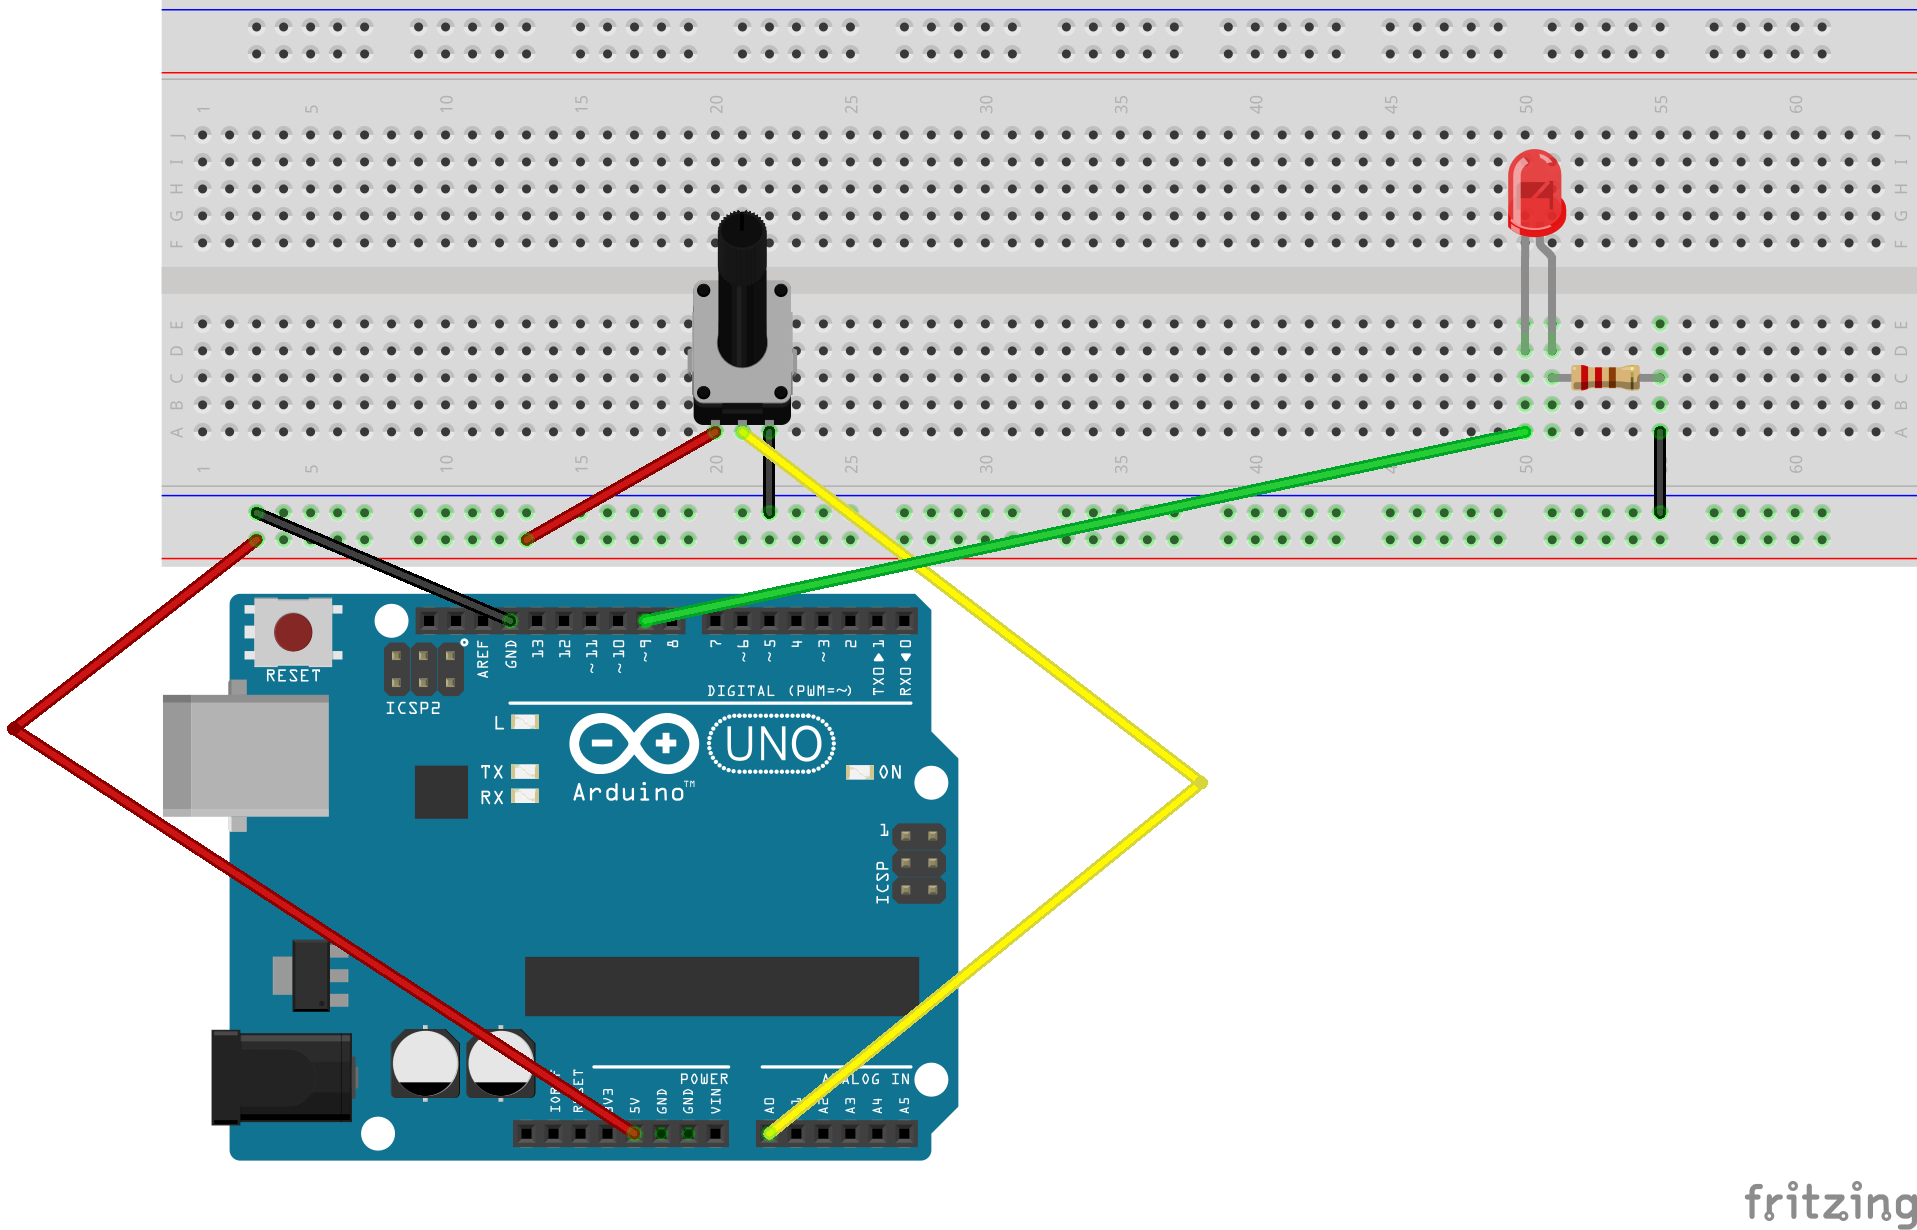 1 5 10 15 20 25 30 35 40 45 50 55 60
J J
I I
H H
G G
F F
E E
D D
C C
B B
A A
1 5 10 15 20 25 30 35 40 45 50 55 60
RESET
ICSP2
AREF GND 13 12 ~11 ~10 ~9 8 7 ~6 ~5 4 ~3 2 TX0▶1 RX0◀0
DIGITAL (PWM=~)
L
TX
RX
UNO
Arduino™
ON
1
ICSP
POWER
ANALOG IN
IOREF RESET 3V3 5V GND GND VIN A0 A2 A3 A4 A5
fritzing